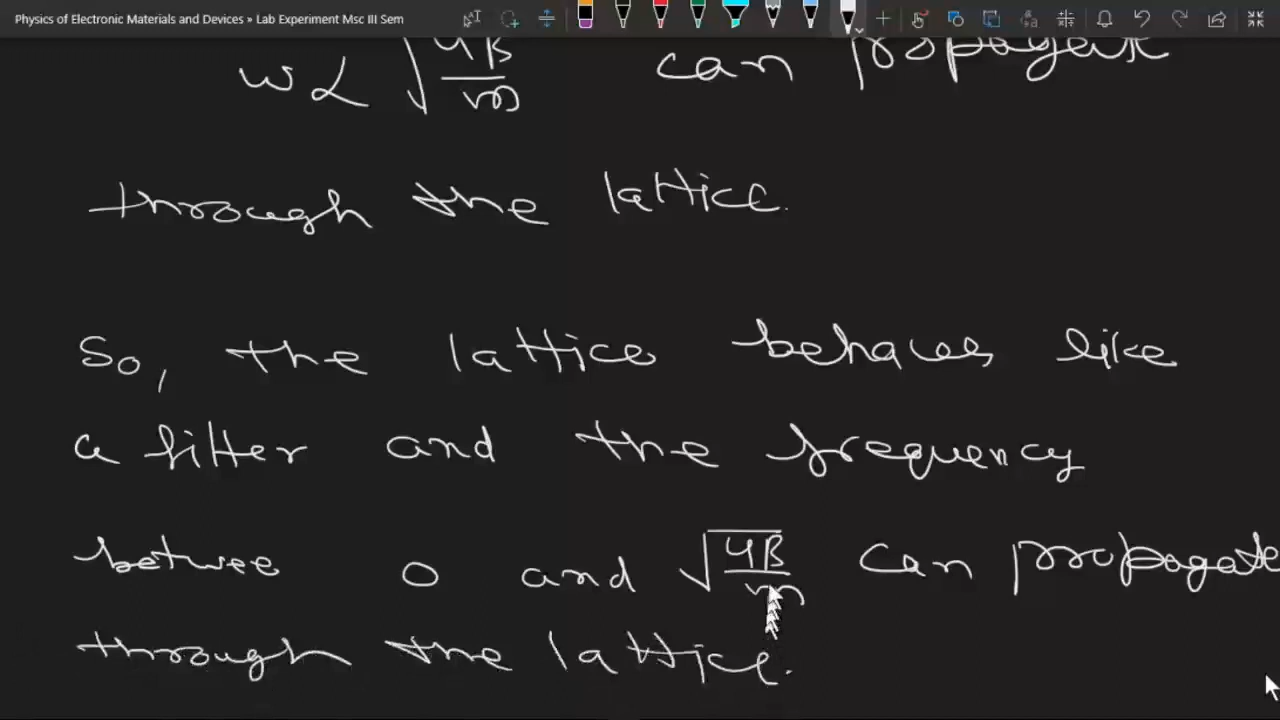 Physics of Electronic Materials and Devices » Lab Experiment Msc III Sem
ω < √(4β/m) can propagate
through the lattice.
So, the lattice behaves like
a filter and the frequency
betwee 0 and √(4β/m) can propagate
through the lattice.